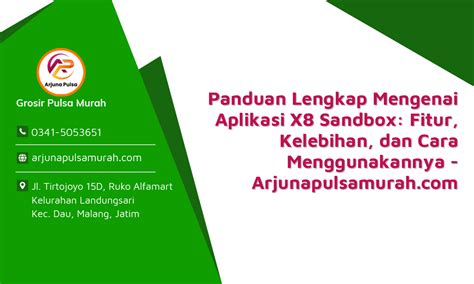 Arjuna Pulsa
Grosir Pulsa Murah
0341-5053651
arjunapulsamurah.com
Jl. Tirtojoyo 15D, Ruko Alfamart
Kelurahan Landungsari
Kec. Dau, Malang, Jatim
Panduan Lengkap Mengenai
Aplikasi X8 Sandbox: Fitur,
Kelebihan, dan Cara
Menggunakannya -
Arjunapulsamurah.com